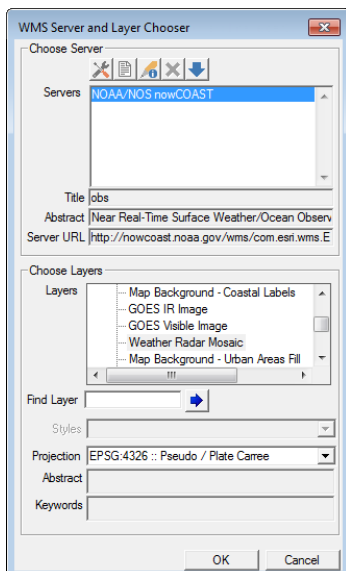 WMS Server and Layer Chooser
Choose Server
Servers
NOAA/NOS nowCOAST
Title obs
Abstract Near Real-Time Surface Weather/Ocean Observ
Server URL http://nowcoast.noaa.gov/wms/com.esri.wms.E
Choose Layers
Layers
Map Background - Coastal Labels
GOES IR Image
GOES Visible Image
Weather Radar Mosaic
Map Background - Urban Areas Fill
Find Layer
Styles
Projection EPSG:4326 :: Pseudo / Plate Carree
Abstract
Keywords
OK Cancel